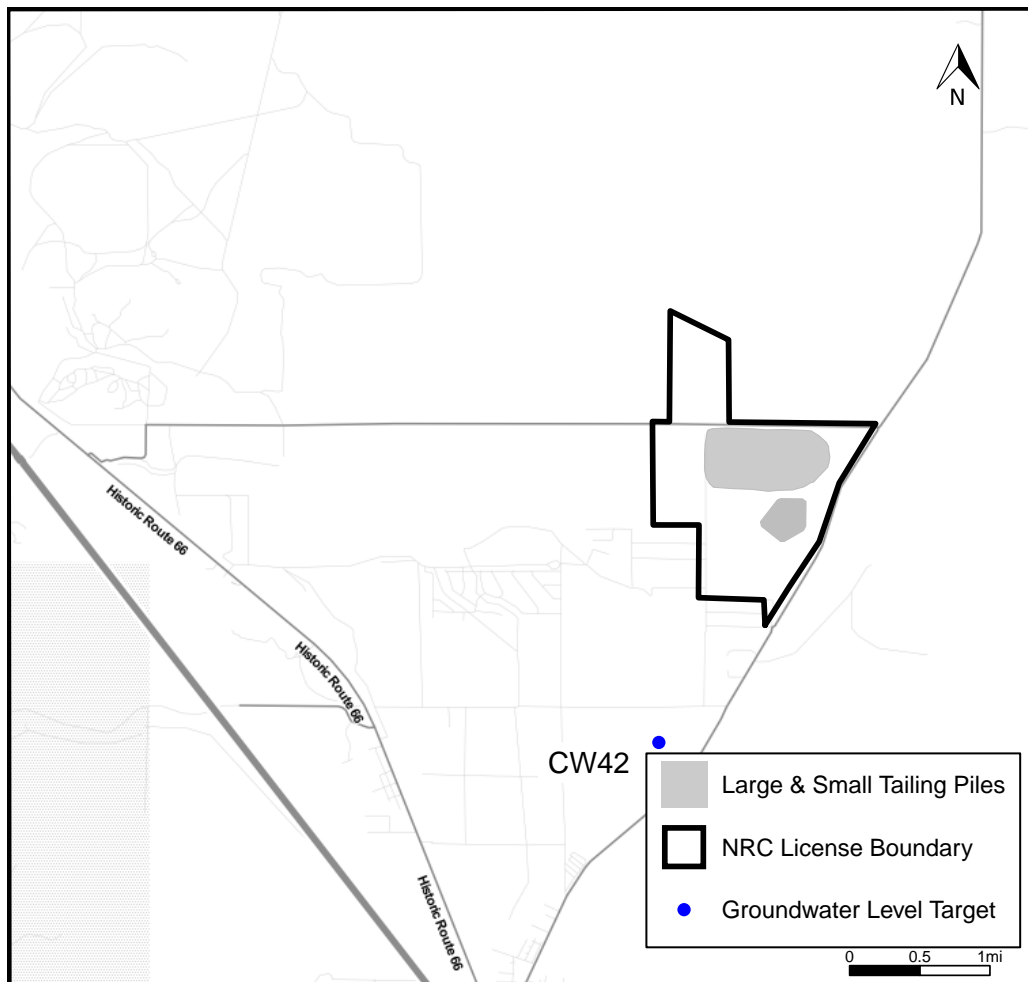 N
Historic Route 66
Historic Route 66
CW42
Large & Small Tailing Piles
NRC License Boundary
Historic Route 66
Groundwater Level Target
0 0.5 1mi